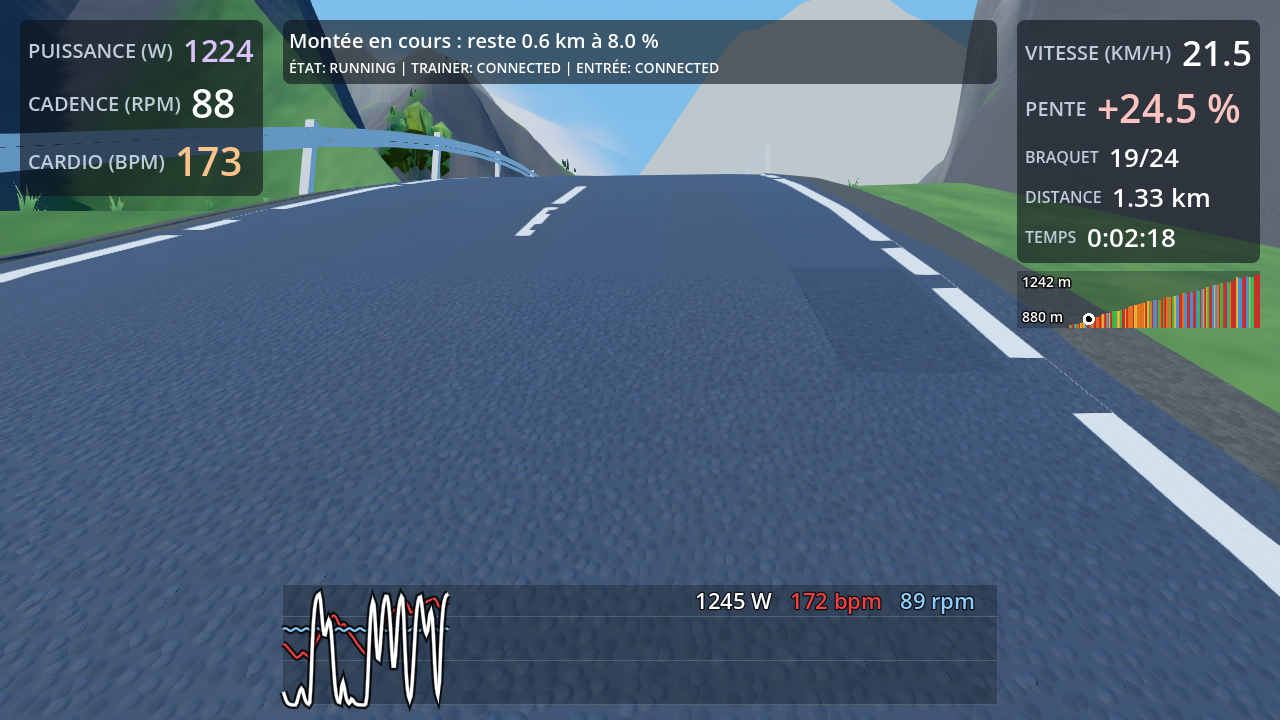 PUISSANCE (W) 1224
CADENCE (RPM) 88
CARDIO (BPM) 173
Montée en cours : reste 0.6 km à 8.0 %
ÉTAT: RUNNING | TRAINER: CONNECTED | ENTRÉE: CONNECTED
VITESSE (KM/H) 21.5
PENTE +24.5 %
BRAQUET 19/24
DISTANCE 1.33 km
TEMPS 0:02:18
1242 m
880 m
1245 W 172 bpm 89 rpm